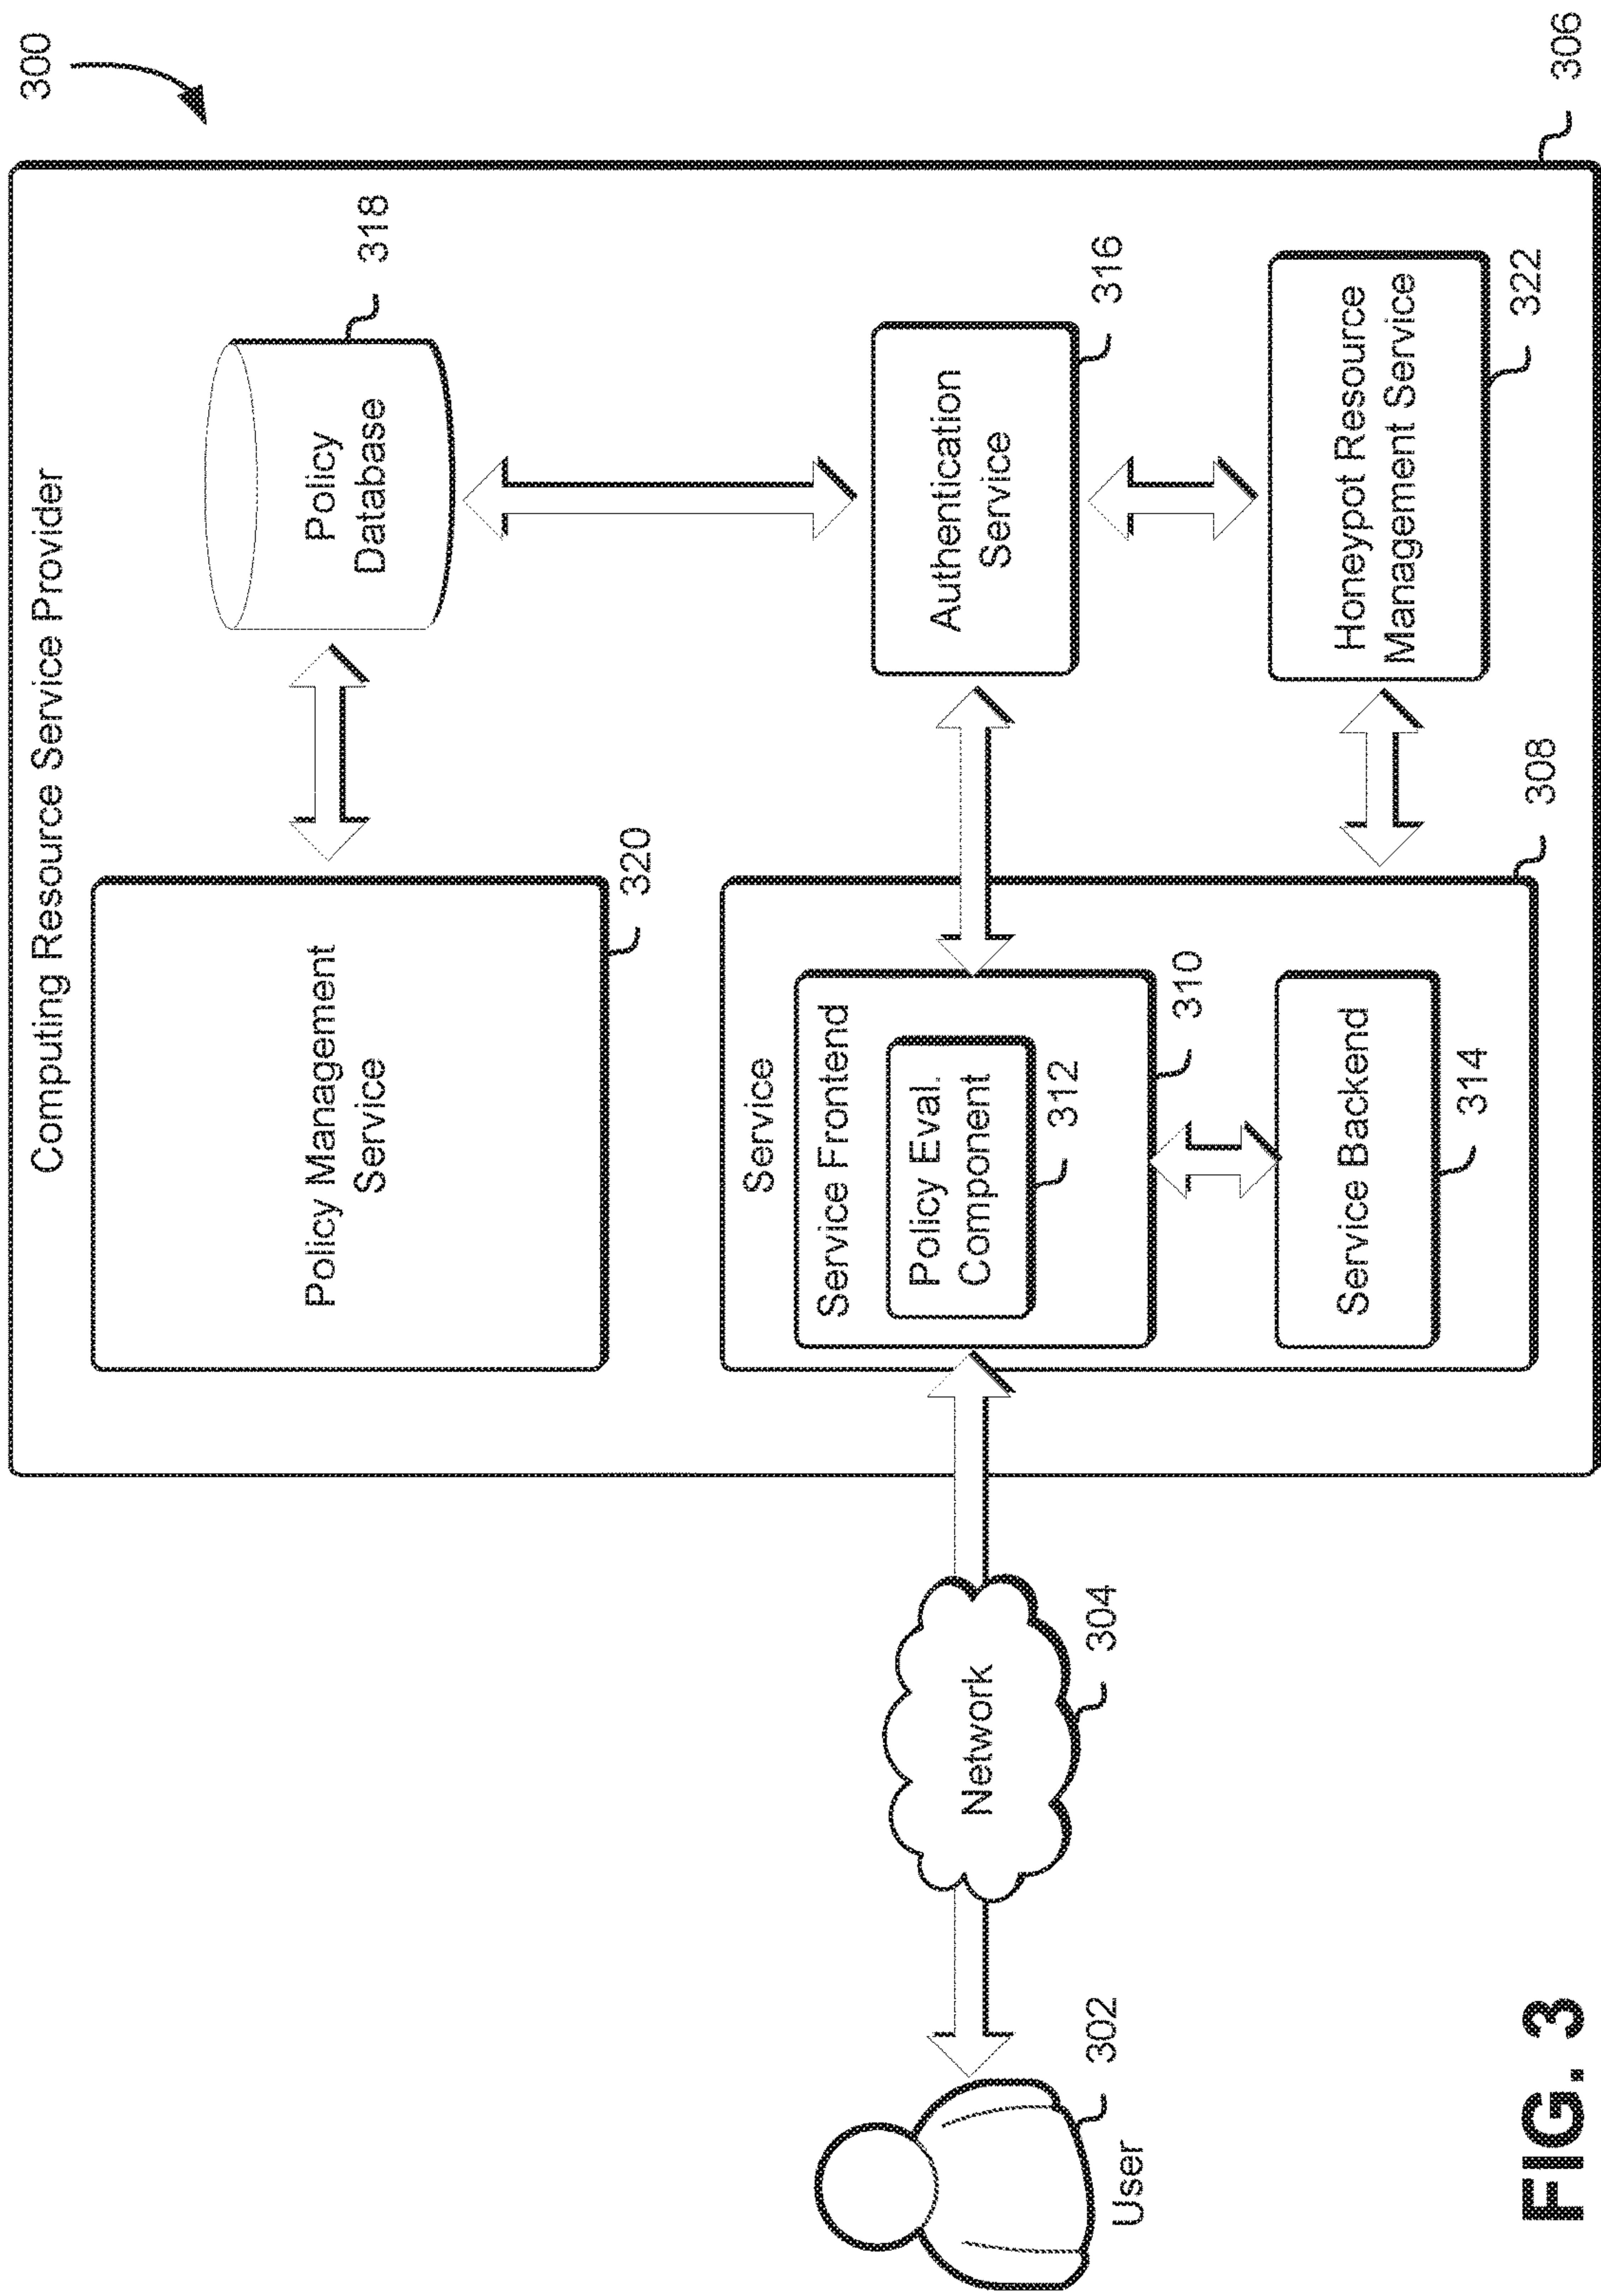 300
Computing Resource Service Provider
306
Policy Management
Service
320
Policy
Database
318
Service
308
Service Frontend
310
Policy Eval.
Component
312
Service Backend
314
Authentication
Service
316
Honeypot Resource
Management Service
322
Network
304
302
User
FIG. 3